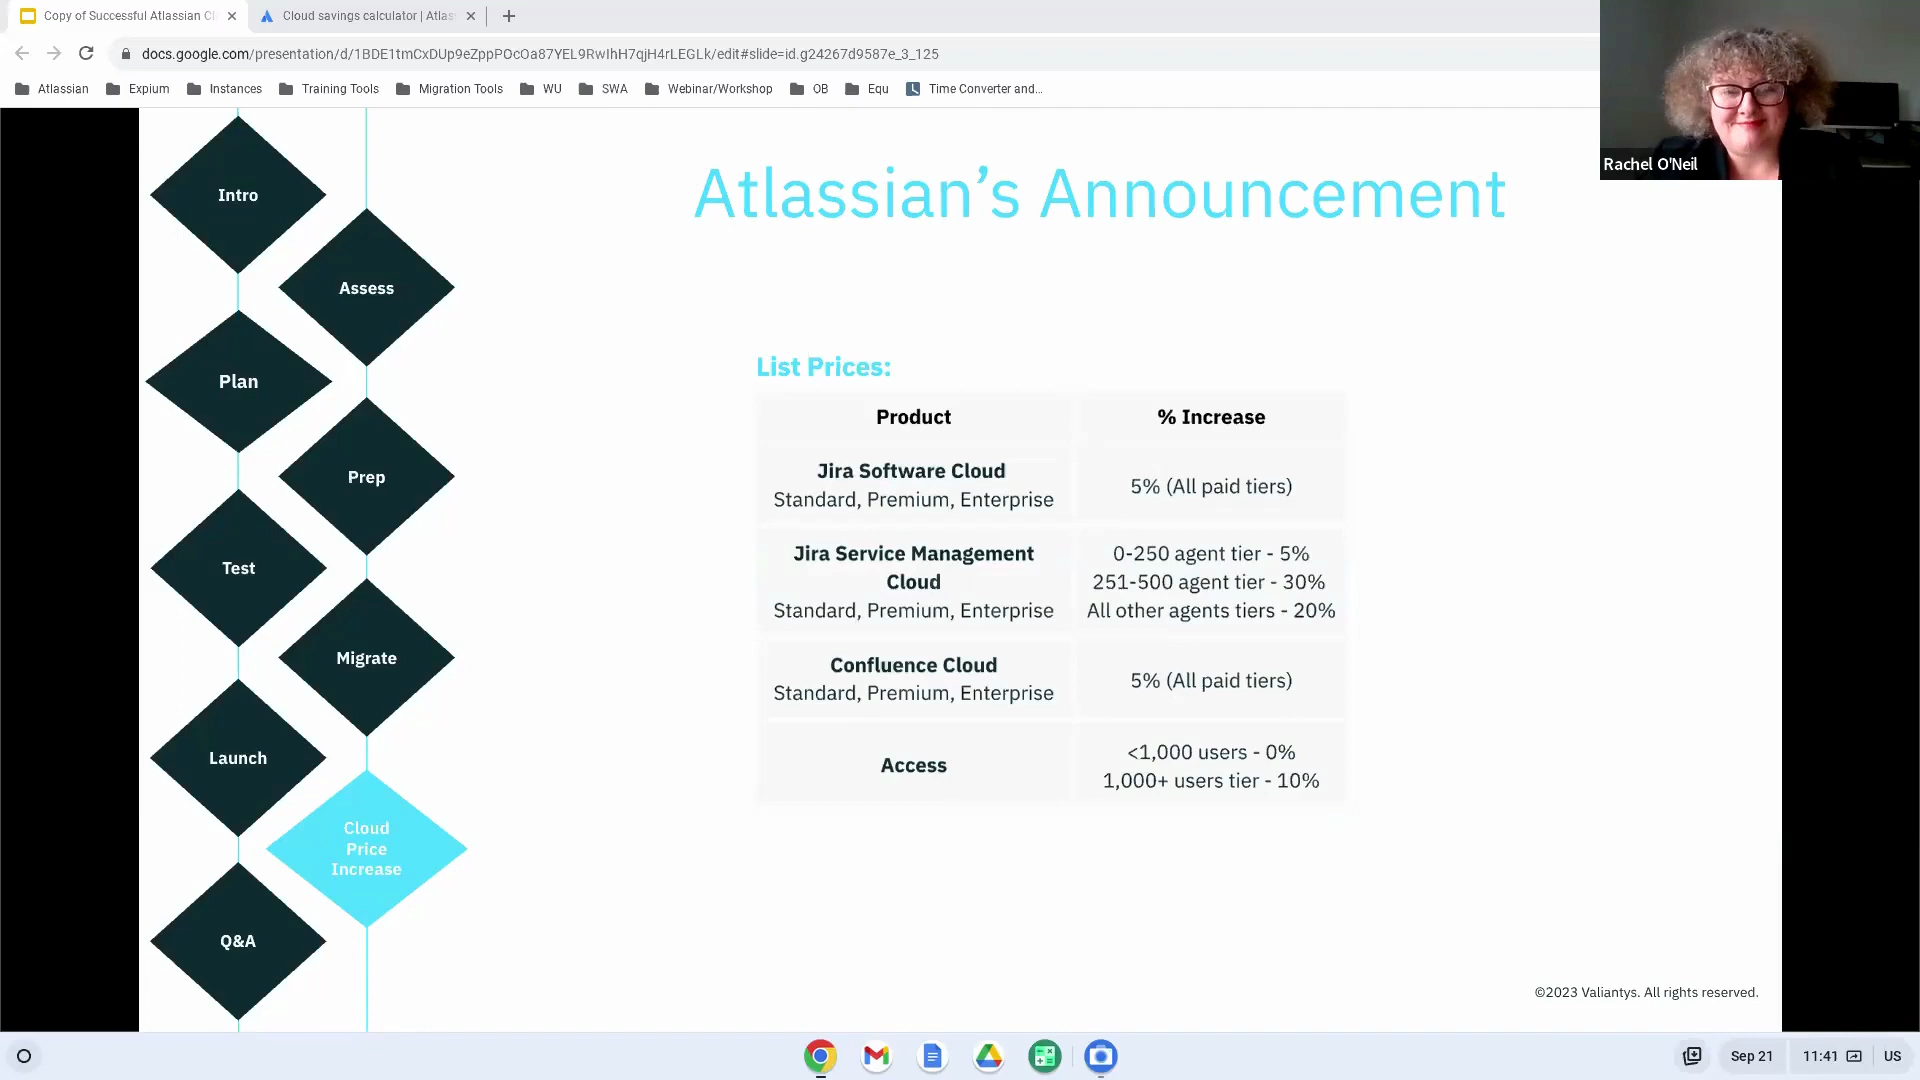 Copy of Successful Atlassian Cl
Cloud savings calculator | Atlas
docs.google.com/presentation/d/1BDE1tmCxDUp9eZppPOcOa87YEL9RwIhH7qjH4rLEGLk/edit#slide=id.g24267d9587e_3_125
Atlassian Expium Instances Training Tools Migration Tools WU SWA Webinar/Workshop OB Equ Time Converter and...
Rachel O'Neil
Atlassian’s Announcement
Intro
Assess
Plan
Prep
Test
Migrate
Launch
Cloud
Price
Increase
Q&A
List Prices:
Product % Increase
Jira Software Cloud
Standard, Premium, Enterprise
5% (All paid tiers)
Jira Service Management
Cloud
Standard, Premium, Enterprise
0-250 agent tier - 5%
251-500 agent tier - 30%
All other agents tiers - 20%
Confluence Cloud
Standard, Premium, Enterprise
5% (All paid tiers)
Access
<1,000 users - 0%
1,000+ users tier - 10%
©2023 Valiantys. All rights reserved.
Sep 21 11:41 US